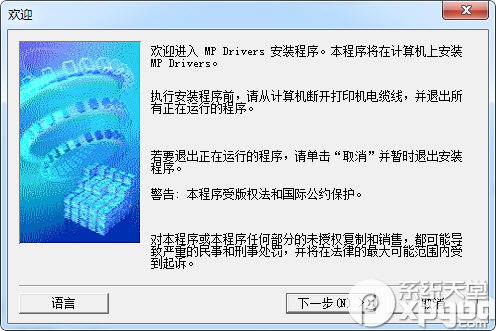 欢迎
欢迎进入 MP Drivers 安装程序。本程序将在计算机上安装
MP Drivers。
执行安装程序前，请从计算机断开打印机电缆线，并退出所
有正在运行的程序。
若要退出正在运行的程序，请单击“取消”并暂时退出安装
程序。
警告: 本程序受版权法和国际公约保护。
对本程序或本程序任何部分的未授权复制和销售，都可能导
致严重的民事和刑事处罚，并将在法律的最大可能范围内受
到起诉。
语言
下一步(N)
取消
系统天堂